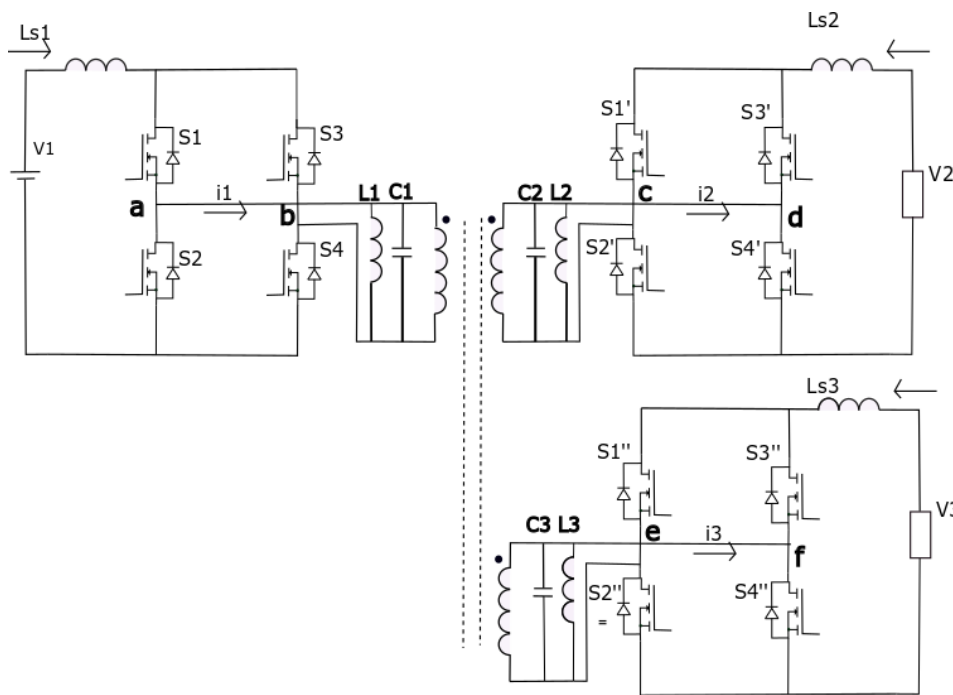 Ls1
V1
S1
S3
a
i1
b
L1
C1
S2
S4
Ls2
S1'
S3'
V2
C2
L2
c
i2
d
S2'
S4'
Ls3
S1''
S3''
V3
C3
L3
e
i3
f
S2''
=
S4''